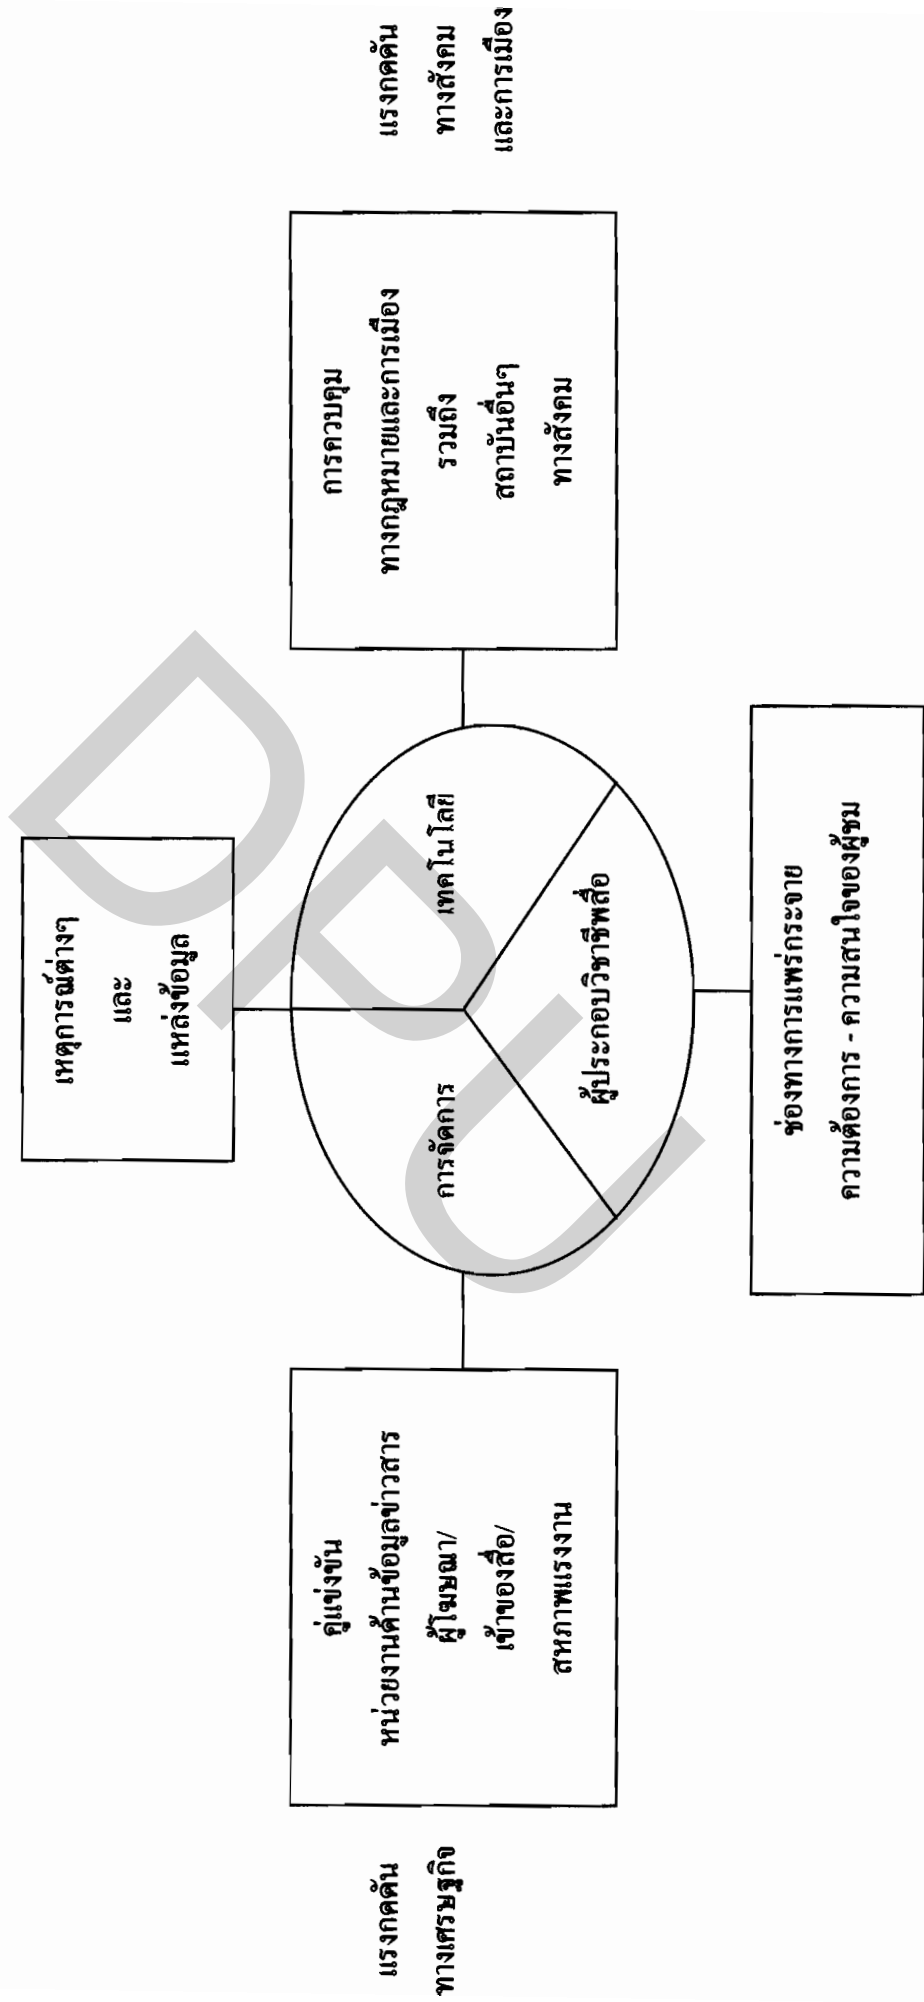 เหตุการณ์ต่างๆ
และ
แหล่งข้อมูล
แรงกดดัน
ทางเศรษฐกิจ
คู่แข่งขัน
หน่วยงานด้านข้อมูลข่าวสาร
ผู้โฆษณา/
เจ้าของสื่อ/
สหภาพแรงงาน
การจัดการ
เทคโนโลยี
ผู้ประกอบวิชาชีพสื่อ
การควบคุม
ทางกฎหมายและการเมือง
รวมถึง
สถาบันอื่นๆ
ทางสังคม
แรงกดดัน
ทางสังคม
และการเมือง
ช่องทางการแพร่กระจาย
ความต้องการ - ความสนใจของผู้ชม
DPU